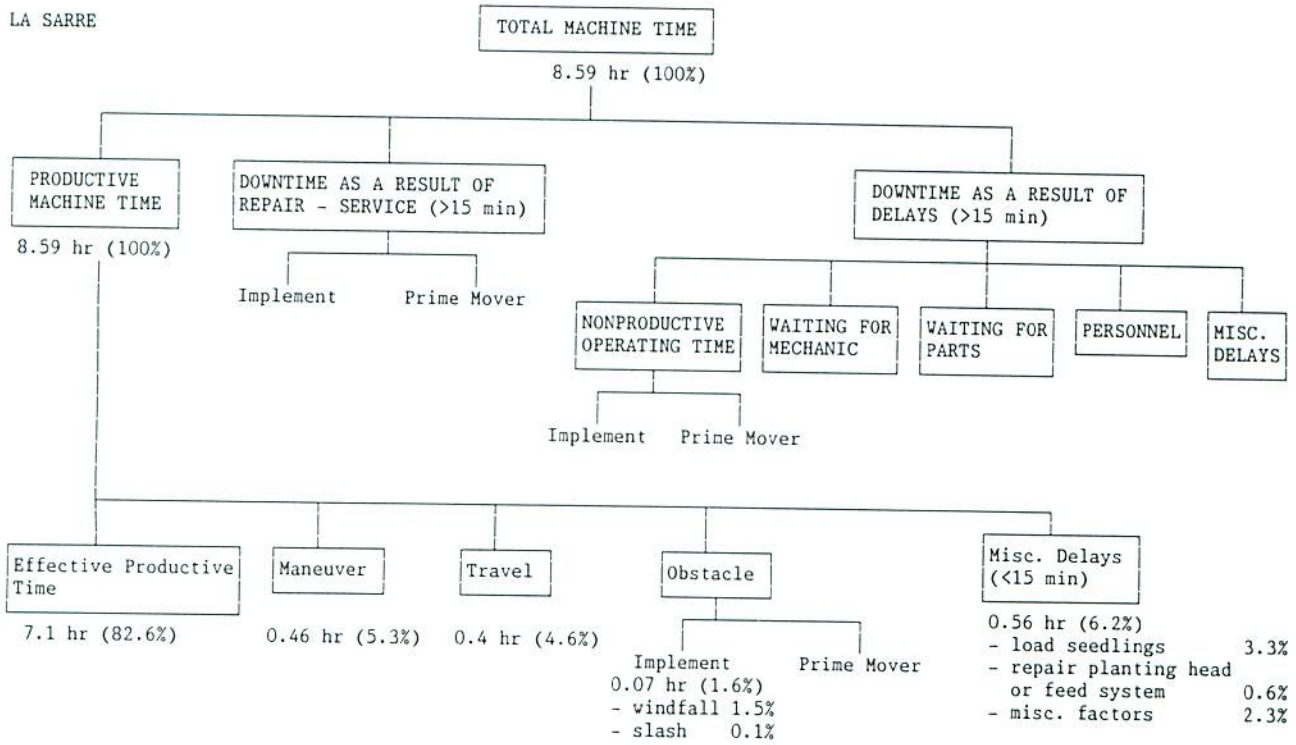 LA SARRE
TOTAL MACHINE TIME
8.59 hr (100%)
PRODUCTIVE
MACHINE TIME
8.59 hr (100%)
DOWNTIME AS A RESULT OF
REPAIR - SERVICE (>15 min)
Implement
Prime Mover
DOWNTIME AS A RESULT OF
DELAYS (>15 min)
NONPRODUCTIVE
OPERATING TIME
WAITING FOR
MECHANIC
WAITING FOR
PARTS
PERSONNEL
MISC.
DELAYS
Implement
Prime Mover
Effective Productive
Time
7.1 hr (82.6%)
Maneuver
0.46 hr (5.3%)
Travel
0.4 hr (4.6%)
Obstacle
Implement
0.07 hr (1.6%)
- windfall 1.5%
- slash 0.1%
Prime Mover
Misc. Delays
(<15 min)
0.56 hr (6.2%)
- load seedlings 3.3%
- repair planting head
or feed system 0.6%
- misc. factors 2.3%